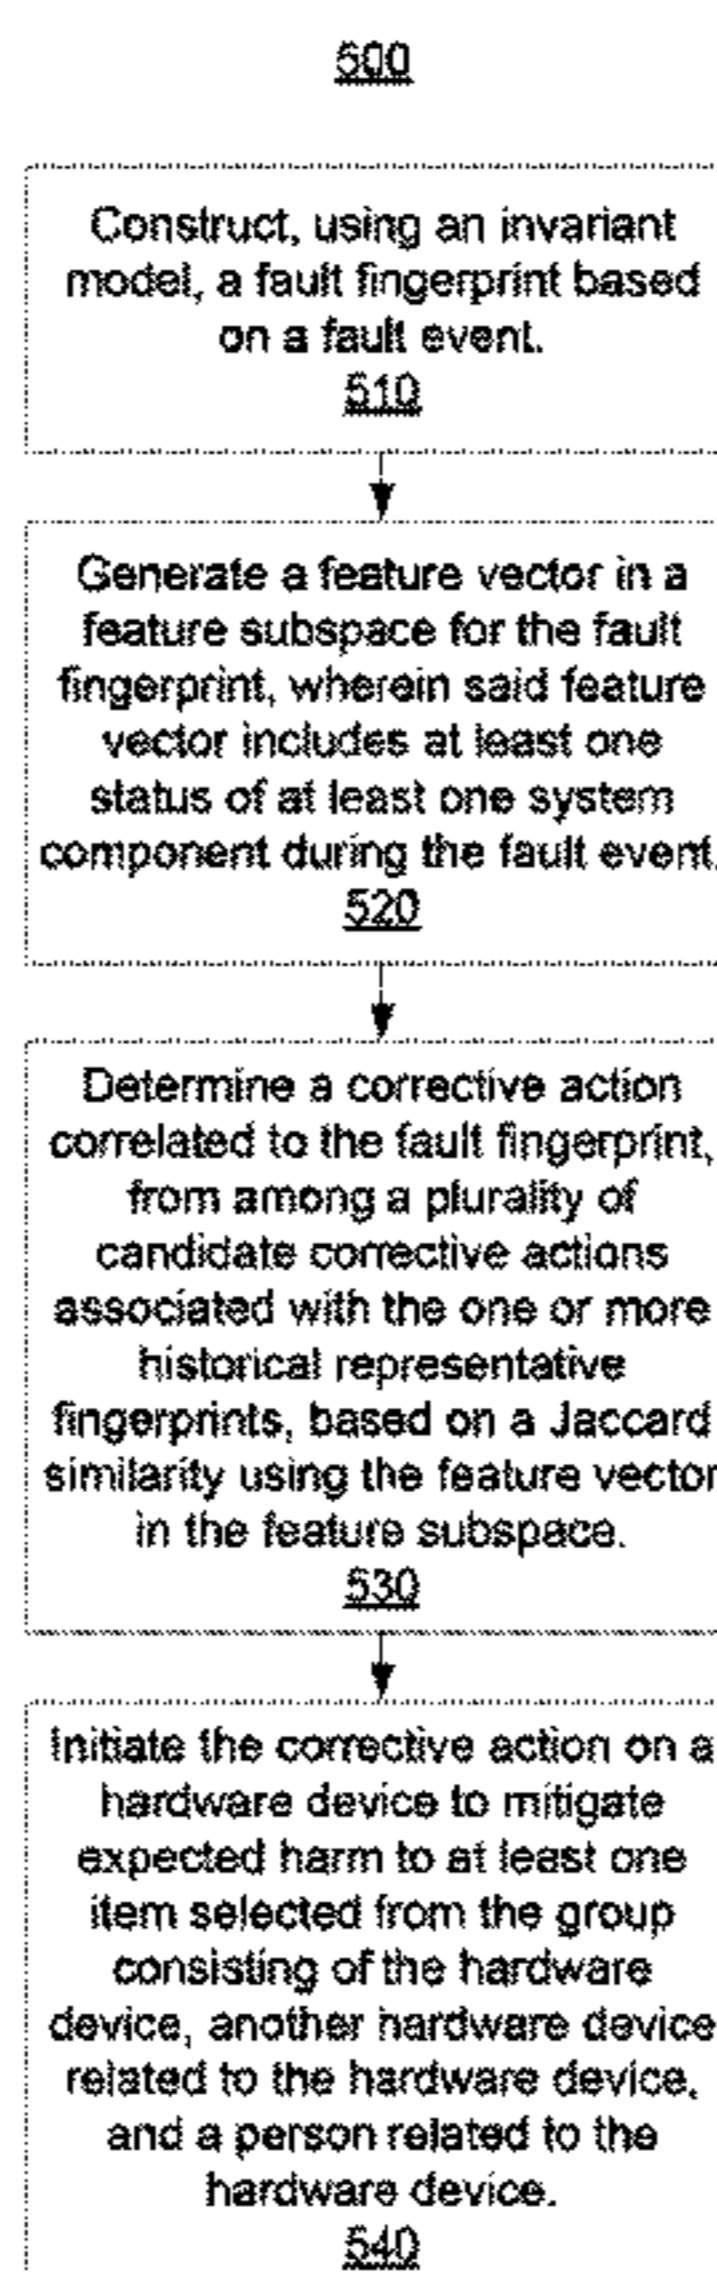 500
Construct, using an invariant
model, a fault fingerprint based
on a fault event.
510
Generate a feature vector in a
feature subspace for the fault
fingerprint, wherein said feature
vector includes at least one
status of at least one system
component during the fault event.
520
Determine a corrective action
correlated to the fault fingerprint,
from among a plurality of
candidate corrective actions
associated with the one or more
historical representative
fingerprints, based on a Jaccard
similarity using the feature vector
in the feature subspace.
530
Initiate the corrective action on a
hardware device to mitigate
expected harm to at least one
item selected from the group
consisting of the hardware
device, another hardware device
related to the hardware device,
and a person related to the
hardware device.
540